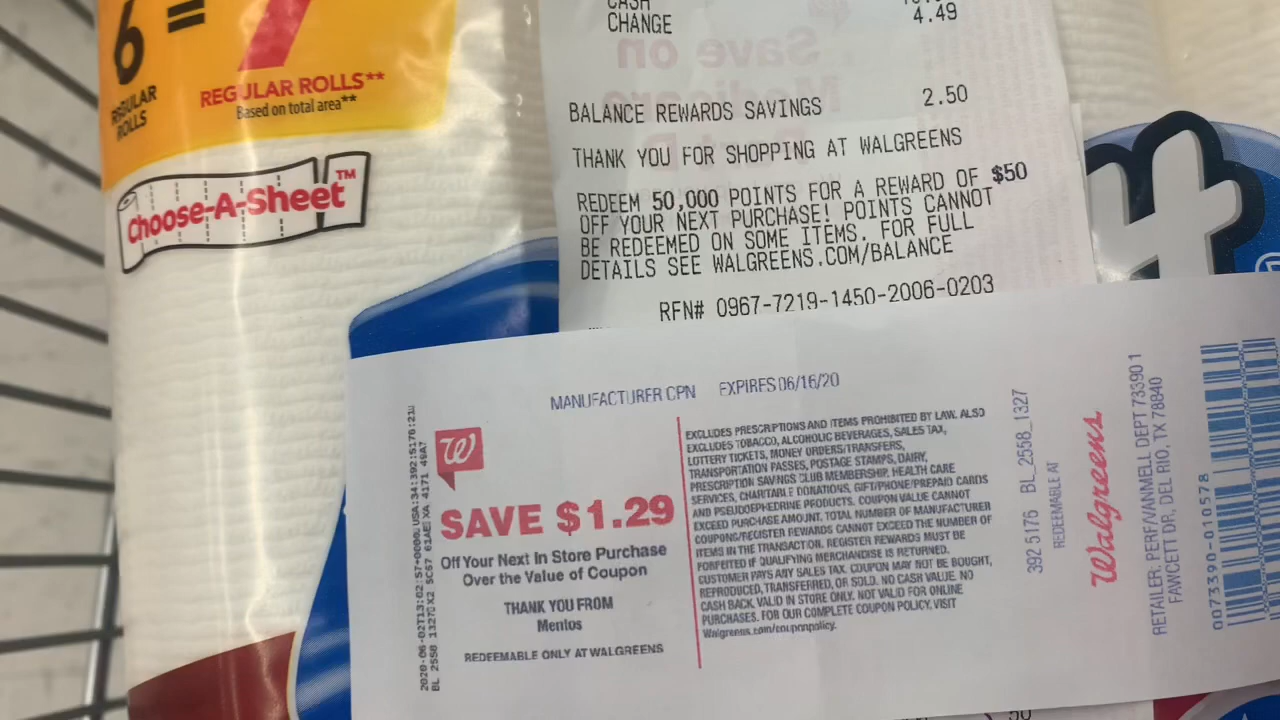 6 = 7
REGULAR
ROLLS
REGULAR ROLLS**
Based on total area**
Choose-A-Sheet™
CASH
CHANGE 4.49
BALANCE REWARDS SAVINGS 2.50
THANK YOU FOR SHOPPING AT WALGREENS
REDEEM 50,000 POINTS FOR A REWARD OF $50
OFF YOUR NEXT PURCHASE! POINTS CANNOT
BE REDEEMED ON SOME ITEMS. FOR FULL
DETAILS SEE WALGREENS.COM/BALANCE
RFN# 0967-7219-1450-2006-0203
MANUFACTURER CPN EXPIRES 06/16/20
W
SAVE $1.29
Off Your Next In Store Purchase
Over the Value of Coupon
THANK YOU FROM
Mentos
REDEEMABLE ONLY AT WALGREENS
EXCLUDES PRESCRIPTIONS AND ITEMS PROHIBITED BY LAW. ALSO
EXCLUDES TOBACCO, ALCOHOLIC BEVERAGES, SALES TAX,
LOTTERY TICKETS, MONEY ORDERS/TRANSFERS,
TRANSPORTATION PASSES, POSTAGE STAMPS, DAIRY,
PRESCRIPTION SAVINGS CLUB MEMBERSHIP, HEALTH CARE
SERVICES, CHARITABLE DONATIONS, GIFT/PHONE/PREPAID CARDS
AND PSEUDOEPHEDRINE PRODUCTS. COUPON VALUE CANNOT
EXCEED PURCHASE AMOUNT. TOTAL NUMBER OF MANUFACTURER
COUPONS/REGISTER REWARDS CANNOT EXCEED THE NUMBER OF
ITEMS IN THE TRANSACTION. REGISTER REWARDS MUST BE
FORFEITED IF QUALIFYING MERCHANDISE IS RETURNED.
CUSTOMER PAYS ANY SALES TAX. COUPON MAY NOT BE BOUGHT,
REPRODUCED, TRANSFERRED, OR SOLD. NO CASH VALUE. NO
CASH BACK. VALID IN STORE ONLY. NOT VALID FOR ONLINE
PURCHASES. FOR OUR COMPLETE COUPON POLICY, VISIT
Walgreens.com/couponpolicy.
392 5176 BL_2558_1327
REDEEMABLE AT
Walgreens
RETAILER: PERF/VANMELL DEPT 73390 1
FAWCETT DR, DEL RIO, TX 78840
0073390-010578